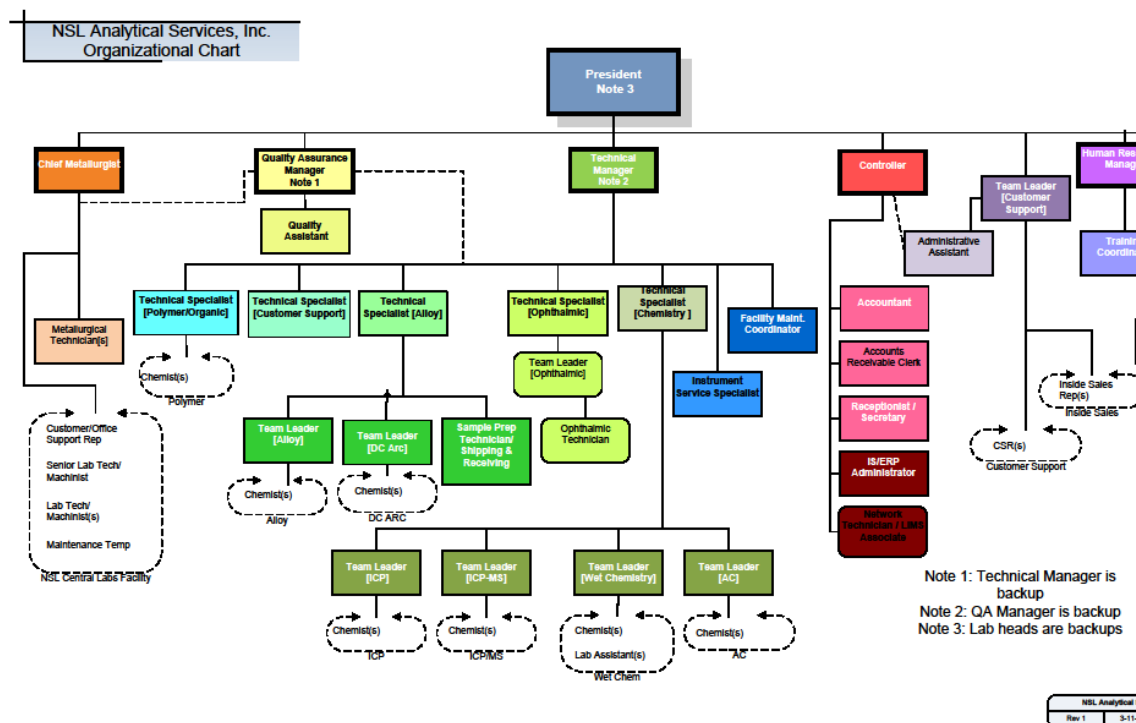 NSL Analytical Services, Inc.
Organizational Chart
President
Note 3
Chief Metallurgist
Quality Assurance
Manager
Note 1
Technical
Manager
Note 2
Controller
Team Leader
[Customer
Support]
Human
Quality
Assistant
Administrative
Assistant
Technical Specialist
[Polymer/Organic]
Technical Specialist
[Customer Support]
Technical
Specialist [Alloy]
Technical Specialist
[Ophthalmic]
Technical
Specialist
[Chemistry ]
Facility Maint.
Coordinator
Metallurgical
Technician[s]
Accountant
Accounts
Receivable Clerk
Receptionist /
Secretary
IS/ERP
Administrator
Network
Technician / LIMS
Associate
Chemist(s)
Polymer
Team Leader
[Ophthalmic]
Instrument
Service Specialist
Ophthalmic
Technician
Inside Sales
Rep(s)
Inside Sales
CSR(s)
Customer Support
Customer/Office
Support Rep
Senior Lab Tech/
Machinist
Lab Tech/
Machinist(s)
Maintenance Temp
NSL Central Labs Facility
Team Leader
[Alloy]
Team Leader
[DC Arc]
Sample Prep
Technician/
Shipping &
Receiving
Chemist(s)
Alloy
Chemist(s)
DC ARC
Team Leader
[ICP]
Team Leader
[ICP-MS]
Team Leader
[Wet Chemistry]
Team Leader
[AC]
Chemist(s)
ICP
Chemist(s)
ICP/MS
Chemist(s)
Lab Assistant(s)
Wet Chem
Chemist(s)
AC
Note 1: Technical Manager is
backup
Note 2: QA Manager is backup
Note 3: Lab heads are backups
NSL Analytical
Rev 1
3-11-